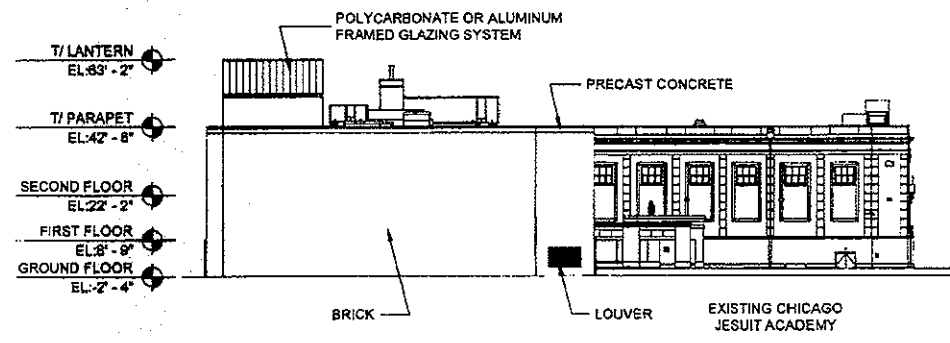 POLYCARBONATE OR ALUMINUM
FRAMED GLAZING SYSTEM
T/ LANTERN
EL:63' - 2"
PRECAST CONCRETE
T/ PARAPET
EL:42' - 8"
SECOND FLOOR
EL:22' - 2"
FIRST FLOOR
EL:8' - 9"
GROUND FLOOR
EL:-2' - 4"
BRICK
LOUVER
EXISTING CHICAGO
JESUIT ACADEMY